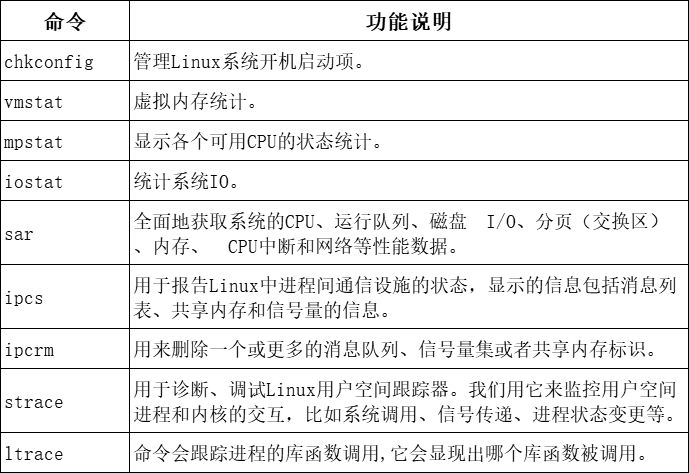 命令 功能说明
chkconfig 管理Linux系统开机启动项。
vmstat 虚拟内存统计。
mpstat 显示各个可用CPU的状态统计。
iostat 统计系统IO。
sar 全面地获取系统的CPU、运行队列、磁盘 I/O、分页（交换区）
、内存、 CPU中断和网络等性能数据。
ipcs 用于报告Linux中进程间通信设施的状态，显示的信息包括消息列
表、共享内存和信号量的信息。
ipcrm 用来删除一个或更多的消息队列、信号量集或者共享内存标识。
strace 用于诊断、调试Linux用户空间跟踪器。我们用它来监控用户空间
进程和内核的交互，比如系统调用、信号传递、进程状态变更等。
ltrace 命令会跟踪进程的库函数调用,它会显现出哪个库函数被调用。